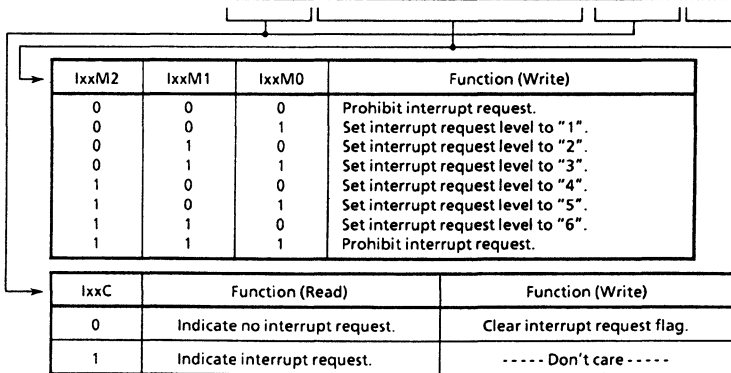 IxxM2 IxxM1 IxxM0 Function (Write)
0 0 0 Prohibit interrupt request.
0 0 1 Set interrupt request level to "1".
0 1 0 Set interrupt request level to "2".
0 1 1 Set interrupt request level to "3".
1 0 0 Set interrupt request level to "4".
1 0 1 Set interrupt request level to "5".
1 1 0 Set interrupt request level to "6".
1 1 1 Prohibit interrupt request.
IxxC Function (Read) Function (Write)
0 Indicate no interrupt request. Clear interrupt request flag.
1 Indicate interrupt request. ----- Don't care -----